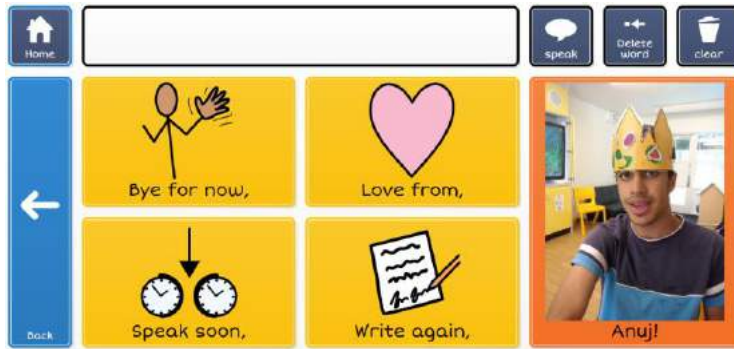 Home
speak
Delete
word
clear
Back
Bye for now,
Love from,
Speak soon,
Write again,
Anuj!